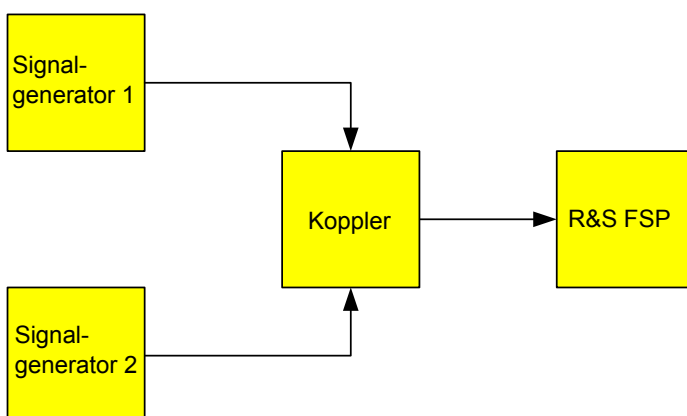 Signal-
generator 1
Koppler
R&S FSP
Signal-
generator 2